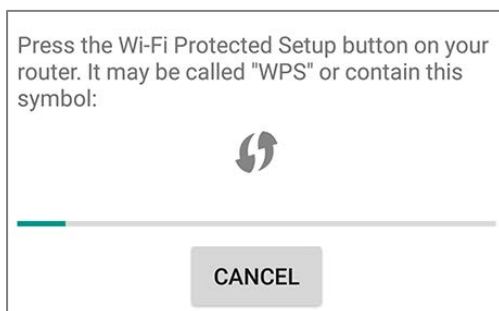 Press the Wi-Fi Protected Setup button on your
router. It may be called "WPS" or contain this
symbol:
CANCEL